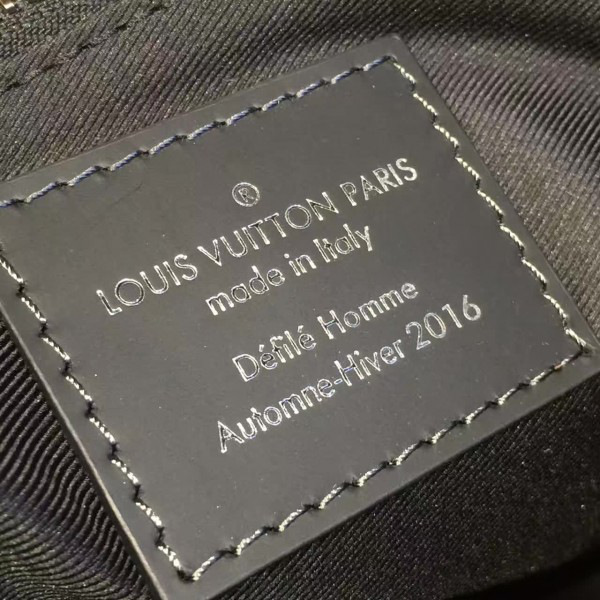 ®
LOUIS VUITTON PARIS
made in Italy
Défilé Homme
Automne-Hiver 2016